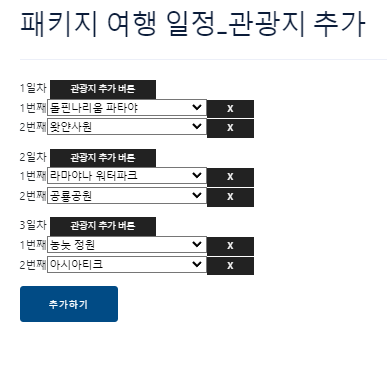 패키지 여행 일정_관광지 추가
1일차 관광지 추가 버튼
1번째 돌핀나리움 파타야 X
2번째 왓얀사원 X
2일차 관광지 추가 버튼
1번째 라마야나 워터파크 X
2번째 공룡공원 X
3일차 관광지 추가 버튼
1번째 농눗 정원 X
2번째 아시아티크 X
추가하기